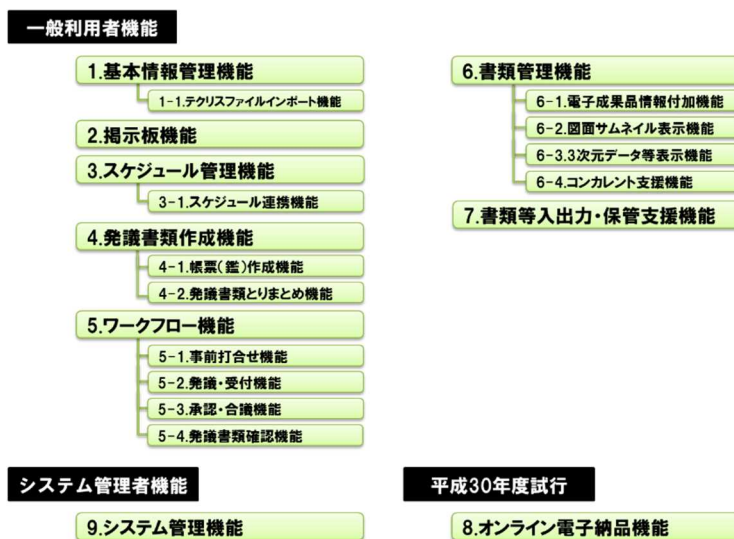 一般利用者機能
1.基本情報管理機能
1-1.テクリスファイルインポート機能
2.掲示板機能
3.スケジュール管理機能
3-1.スケジュール連携機能
4.発議書類作成機能
4-1.帳票(鑑)作成機能
4-2.発議書類とりまとめ機能
5.ワークフロー機能
5-1.事前打合せ機能
5-2.発議・受付機能
5-3.承認・合議機能
5-4.発議書類確認機能
6.書類管理機能
6-1.電子成果品情報付加機能
6-2.図面サムネイル表示機能
6-3.3次元データ等表示機能
6-4.コンカレント支援機能
7.書類等入出力・保管支援機能
システム管理者機能
9.システム管理機能
平成30年度試行
8.オンライン電子納品機能